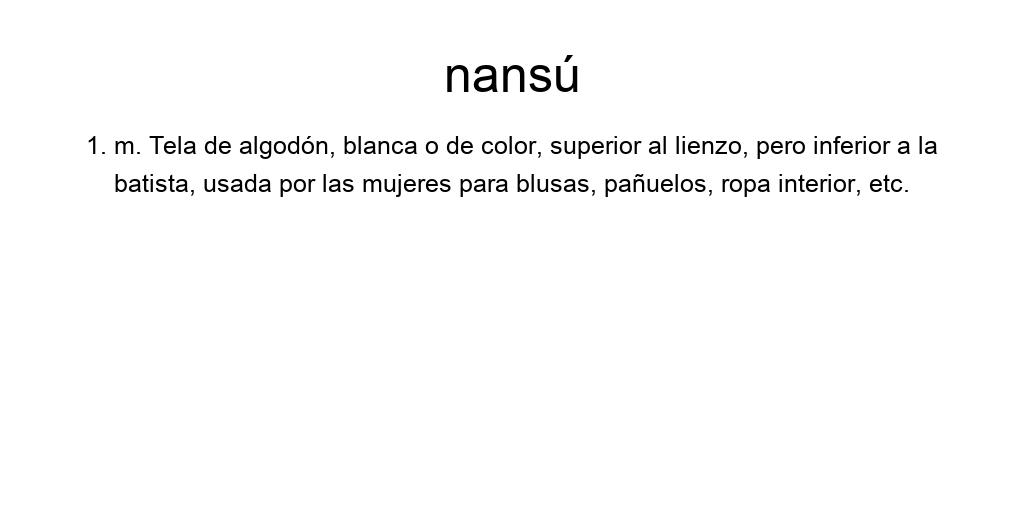 nansú
1. m. Tela de algodón, blanca o de color, superior al lienzo, pero inferior a la
batista, usada por las mujeres para blusas, pañuelos, ropa interior, etc.